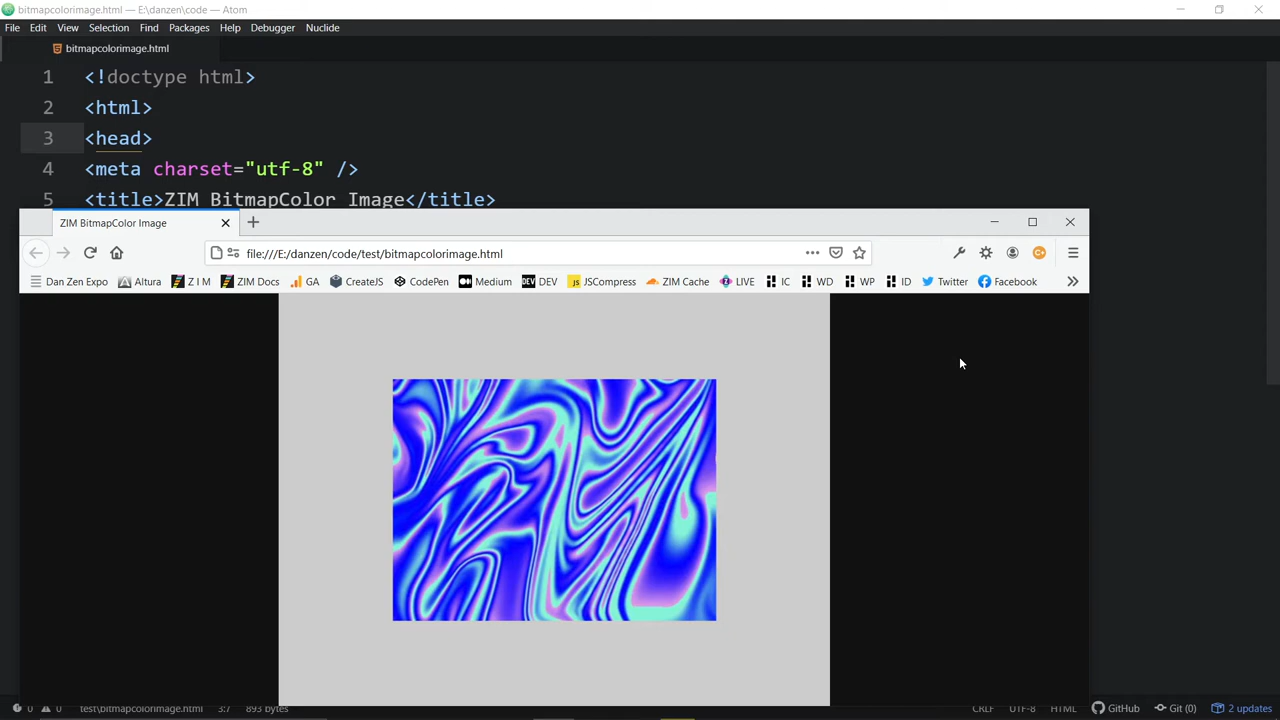 bitmapcolorimage.html — E:\danzen\code — Atom
File Edit View Selection Find Packages Help Debugger Nuclide
bitmapcolorimage.html
1 <!doctype html>
2 <html>
3 <head>
4 <meta charset="utf-8" />
5 <title>ZIM BitmapColor Image</title>
ZIM BitmapColor Image
file:///E:/danzen/code/test/bitmapcolorimage.html
Dan Zen Expo Altura Z I M ZIM Docs GA CreateJS CodePen Medium DEV DEV JS JSCompress ZIM Cache LIVE IC WD WP ID Twitter Facebook
0 0 test\bitmapcolorimage.html 3:7 893 bytes CRLF UTF-8 HTML GitHub Git (0) 2 updates